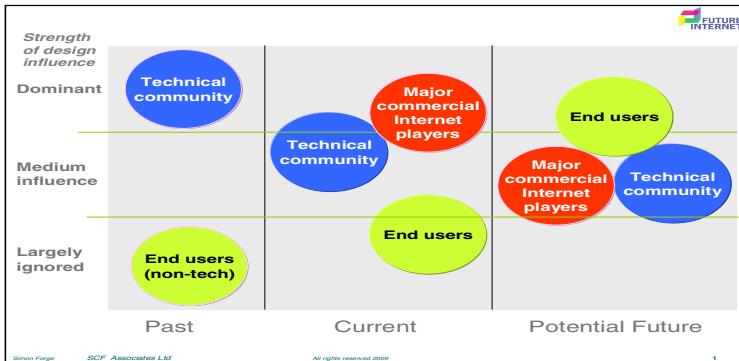 FUTURE
INTERNET
Strength
of design
influence
Dominant
Medium
influence
Largely
ignored
Technical
community
End users
(non-tech)
Technical
community
Major
commercial
Internet
players
End users
End users
Major
commercial
Internet
players
Technical
community
Past
Current
Potential Future
Simon Forge
SCF Associates Ltd
All rights reserved 2009
1